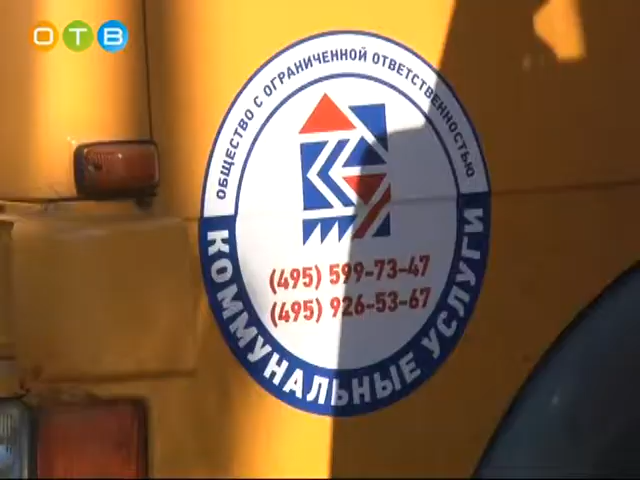 ОТВ
ОБЩЕСТВО С ОГРАНИЧЕННОЙ ОТВЕТСТВЕННОСТЬЮ
(495) 599-73-47
(495) 926-53-67
КОММУНАЛЬНЫЕ УСЛУГИ